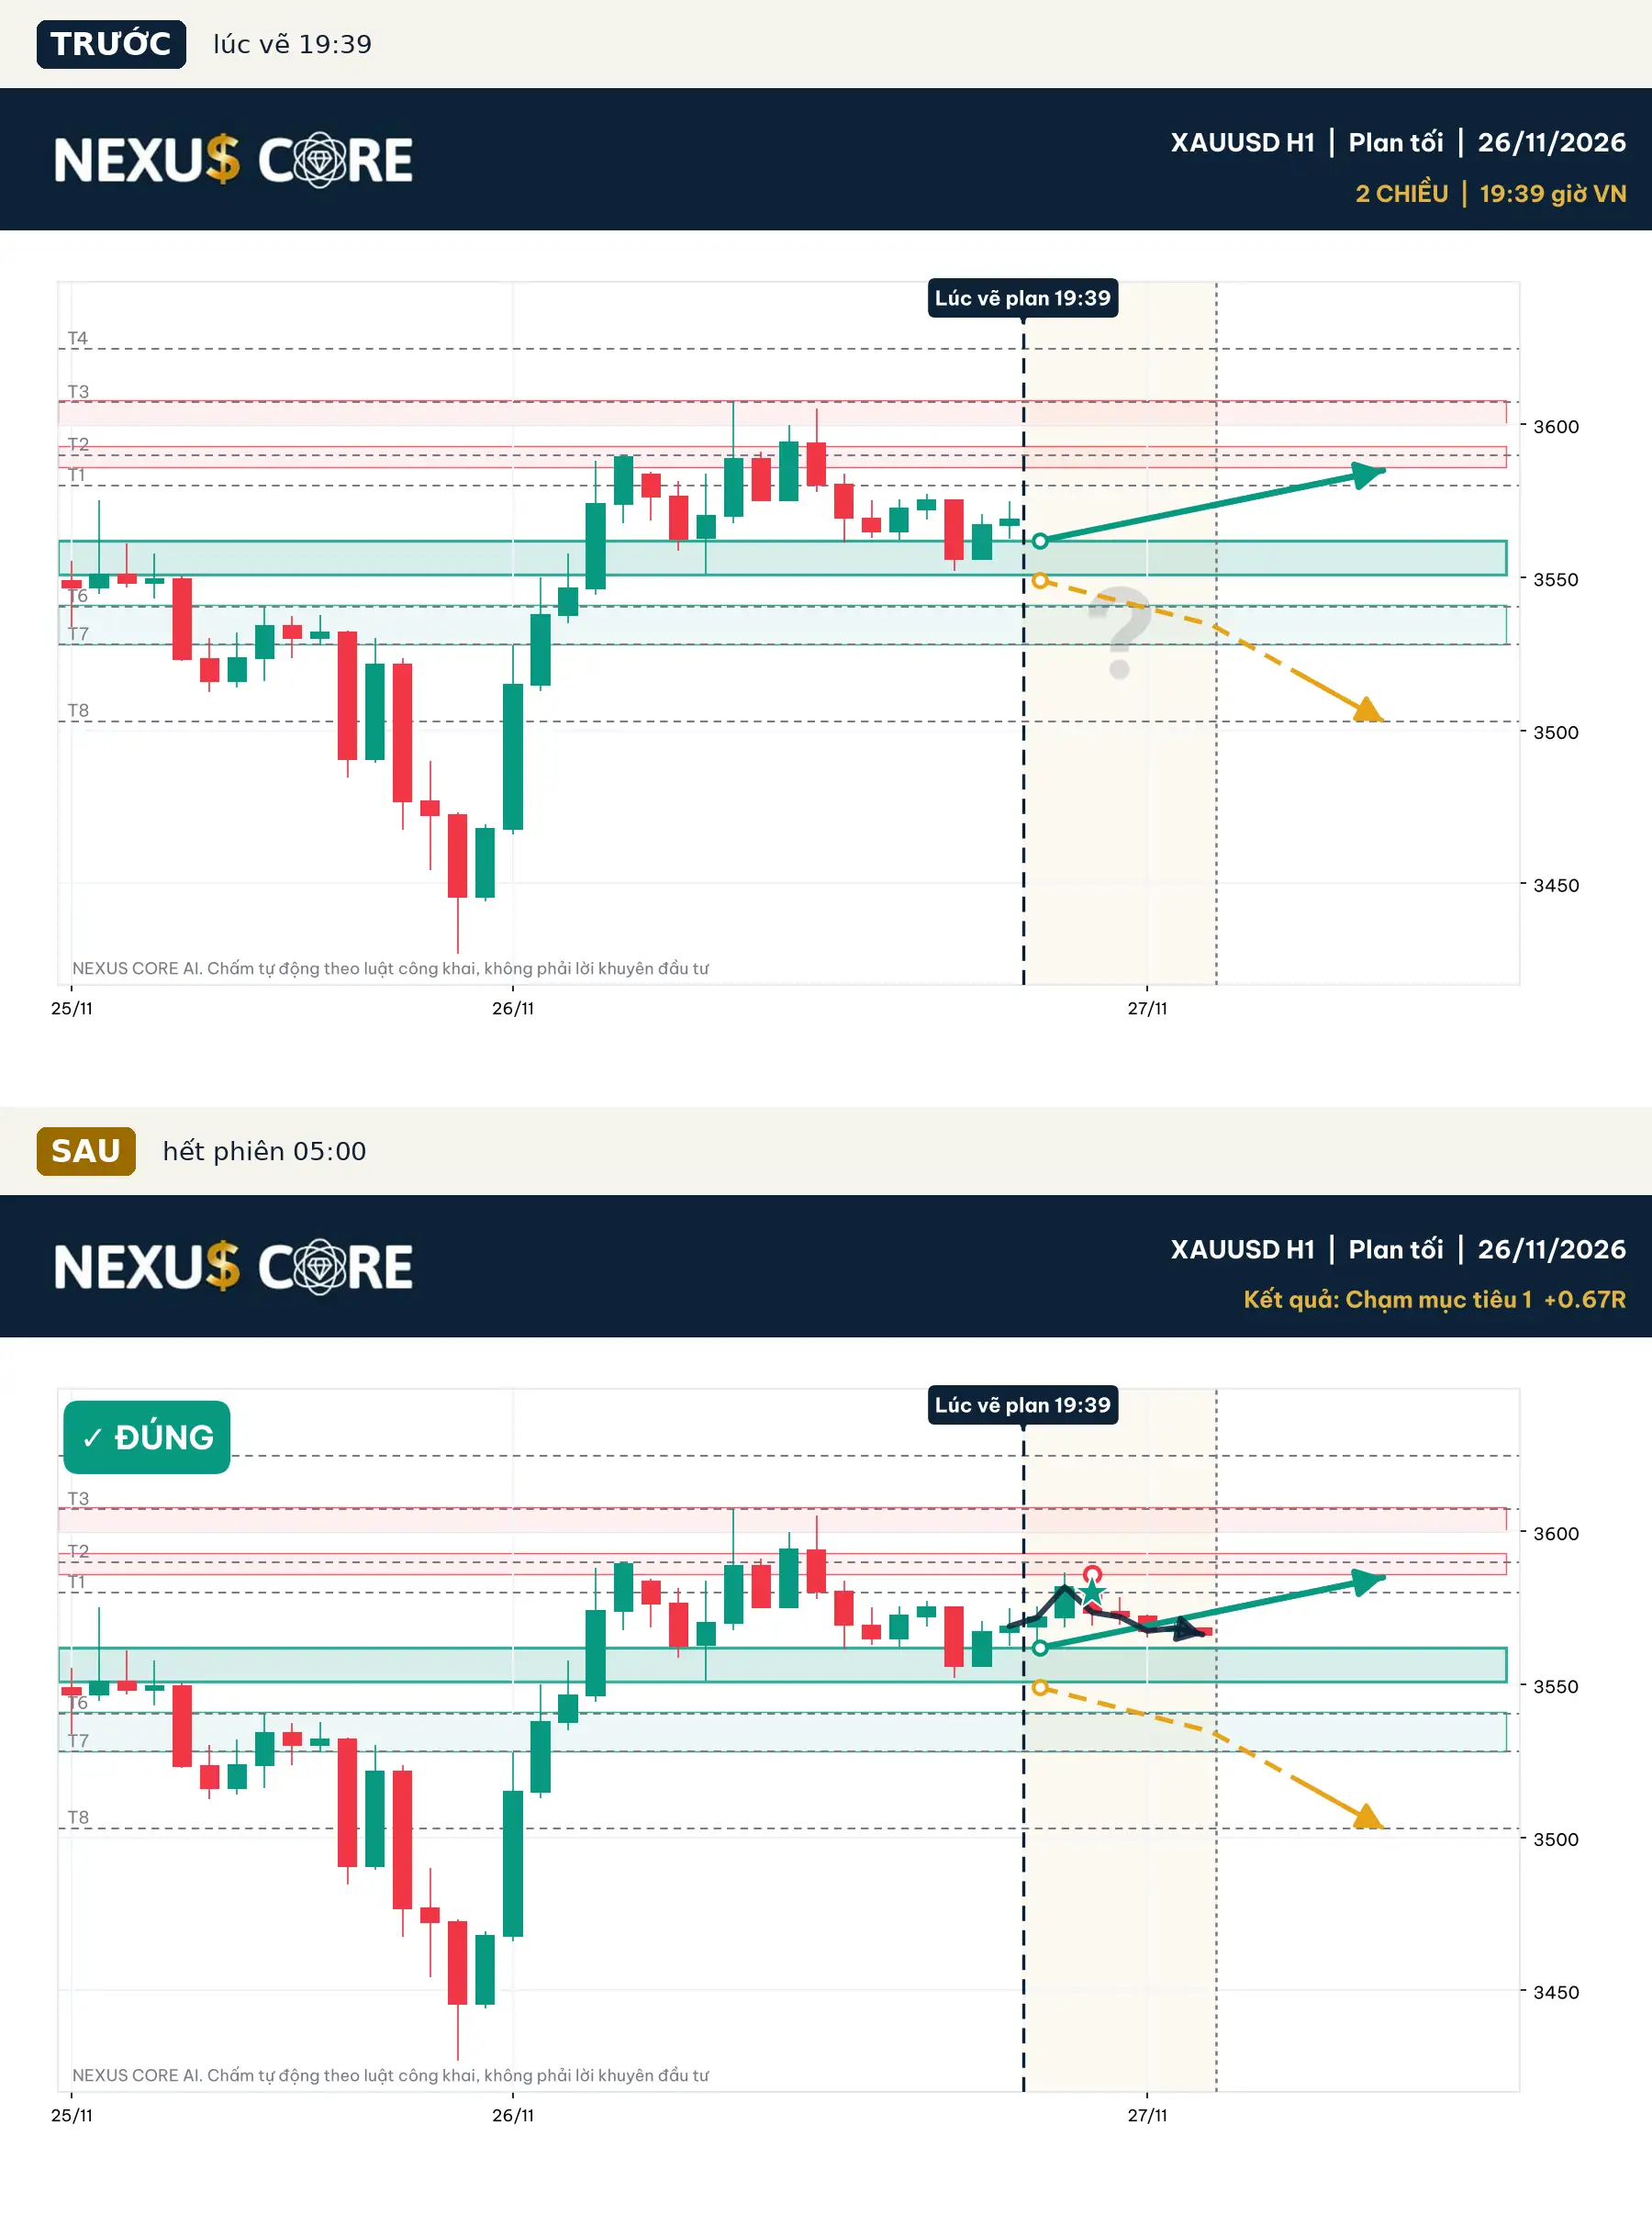 TRƯỚC lúc vẽ 19:39
NEXU$ CORE
XAUUSD H1 | Plan tối | 26/11/2026
2 CHIỀU | 19:39 giờ VN
Lúc vẽ plan 19:39
T4
T3
3600
T2
T1
3550
T6
?
T7
T8
3500
3450
NEXUS CORE AI. Chấm tự động theo luật công khai, không phải lời khuyên đầu tư
25/11 26/11 27/11
SAU hết phiên 05:00
NEXU$ CORE
XAUUSD H1 | Plan tối | 26/11/2026
Kết quả: Chạm mục tiêu 1 +0.67R
Lúc vẽ plan 19:39
✓ ĐÚNG
T3
3600
T2
T1
3550
T6
T7
T8
3500
3450
NEXUS CORE AI. Chấm tự động theo luật công khai, không phải lời khuyên đầu tư
25/11 26/11 27/11